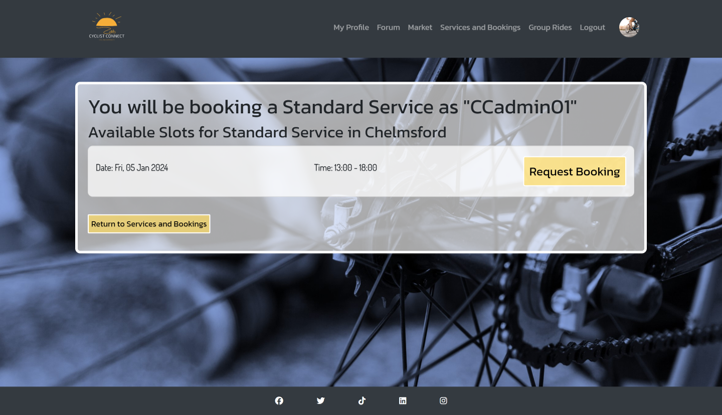 CYCLIST CONNECT
My Profile Forum Market Services and Bookings Group Rides Logout
You will be booking a Standard Service as "CCadmin01"
Available Slots for Standard Service in Chelmsford
Date: Fri, 05 Jan 2024 Time: 13:00 - 18:00 Request Booking
Return to Services and Bookings